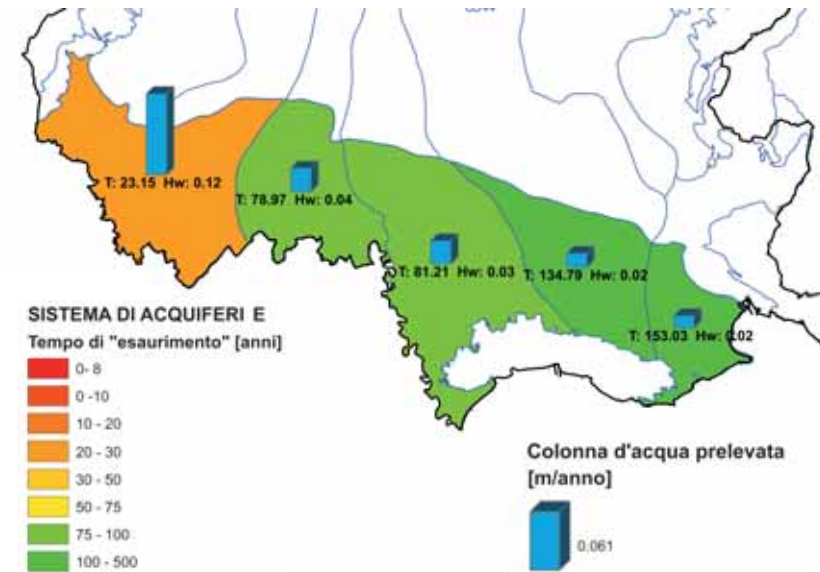 T: 23.15 Hw: 0.12
T: 78.97 Hw: 0.04
T: 81.21 Hw: 0.03
T: 134.79 Hw: 0.02
T: 153.03 Hw: 0.02
SISTEMA DI ACQUIFERI E
Tempo di "esaurimento" [anni]
0- 8
0 -10
10 - 20
20 - 30
30 - 50
50 - 75
75 - 100
100 - 500
Colonna d'acqua prelevata
[m/anno]
0.061